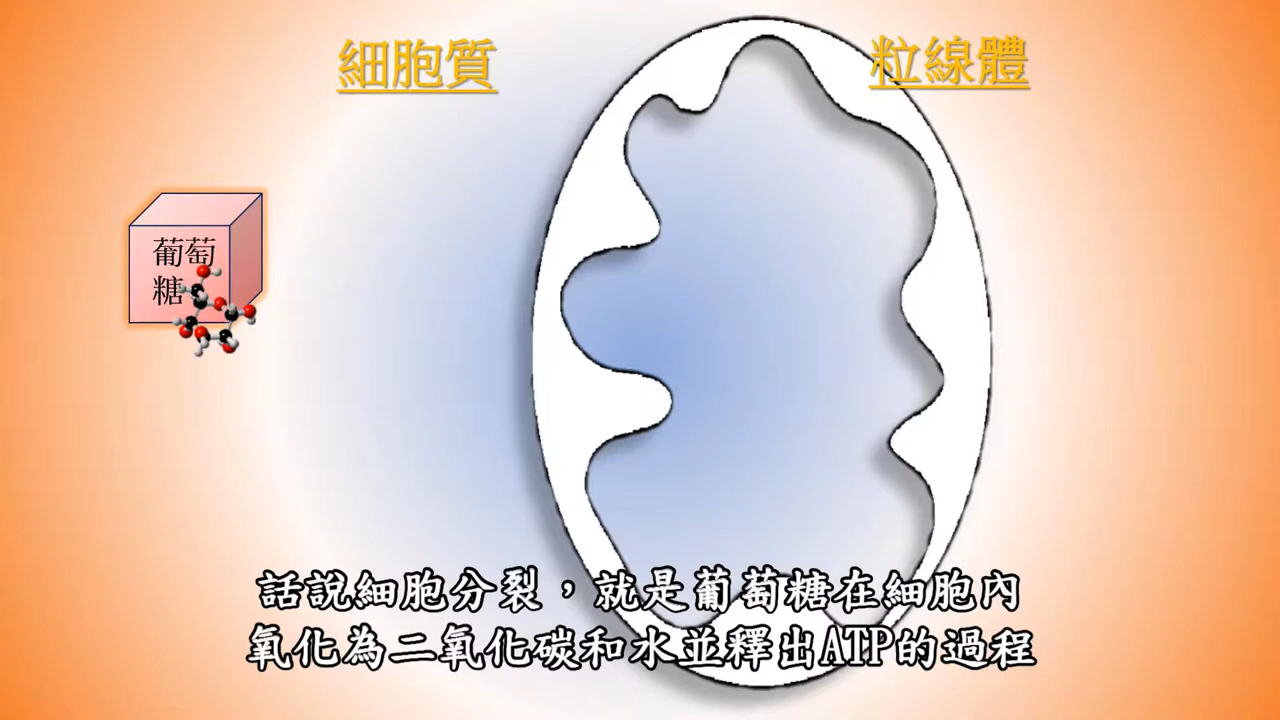 細胞質
粒線體
葡萄
糖
話說細胞分裂，就是葡萄糖在細胞內
氧化為二氧化碳和水並釋出ATP的過程